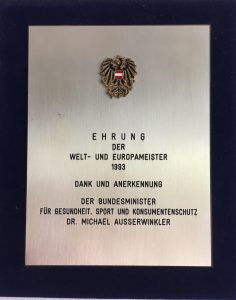 EHRUNG
DER
WELT- UND EUROPAMEISTER
1993
DANK UND ANERKENNUNG
DER BUNDESMINISTER
FÜR GESUNDHEIT, SPORT UND KONSUMENTENSCHUTZ
DR. MICHAEL AUSSERWINKLER